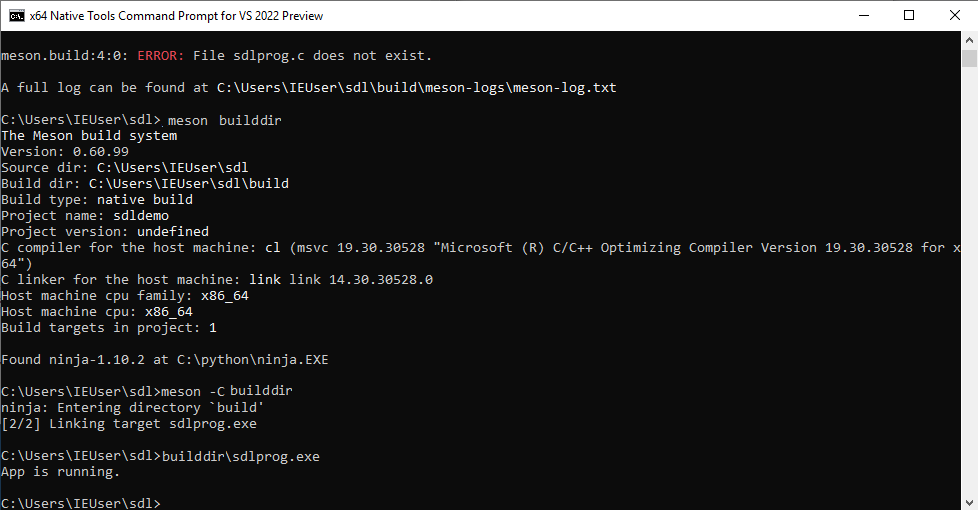 x64 Native Tools Command Prompt for VS 2022 Preview
meson.build:4:0: ERROR: File sdlprog.c does not exist.
A full log can be found at C:\Users\IEUser\sdl\build\meson-logs\meson-log.txt
C:\Users\IEUser\sdl> meson builddir
The Meson build system
Version: 0.60.99
Source dir: C:\Users\IEUser\sdl
Build dir: C:\Users\IEUser\sdl\build
Build type: native build
Project name: sdldemo
Project version: undefined
C compiler for the host machine: cl (msvc 19.30.30528 "Microsoft (R) C/C++ Optimizing Compiler Version 19.30.30528 for x
64")
C linker for the host machine: link link 14.30.30528.0
Host machine cpu family: x86_64
Host machine cpu: x86_64
Build targets in project: 1
Found ninja-1.10.2 at C:\python\ninja.EXE
C:\Users\IEUser\sdl>meson -C builddir
ninja: Entering directory `build'
[2/2] Linking target sdlprog.exe
C:\Users\IEUser\sdl>builddir\sdlprog.exe
App is running.
C:\Users\IEUser\sdl>